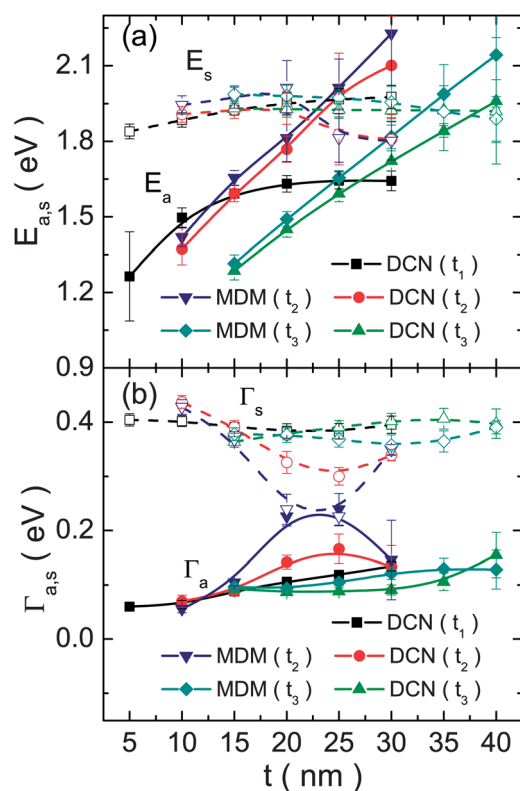 (a)
E_s
2.1
1.8
E_a
1.5
1.2
0.9
E_a,s ( eV )
DCN ( t_1 )
MDM ( t_2 ) DCN ( t_2 )
MDM ( t_3 ) DCN ( t_3 )
(b)
Γ_s
0.4
0.2
Γ_a
0.0
Γ_a,s ( eV )
DCN ( t_1 )
MDM ( t_2 ) DCN ( t_2 )
MDM ( t_3 ) DCN ( t_3 )
5 10 15 20 25 30 35 40
t ( nm )